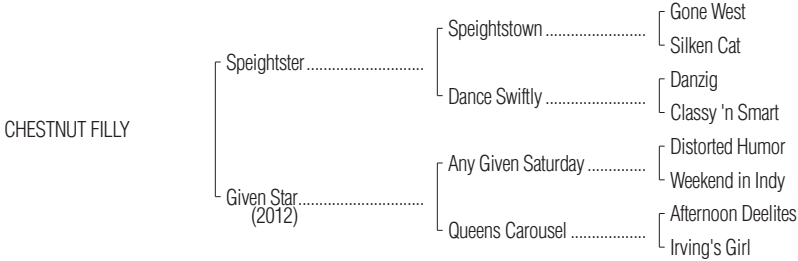 Gone West
Speightstown ........................
Silken Cat
Speightster ............................
Danzig
Dance Swiftly ........................
Classy 'n Smart
CHESTNUT FILLY
Distorted Humor
Any Given Saturday ..............
Weekend in Indy
Given Star..............................
(2012)
Afternoon Deelites
Queens Carousel ..................
Irving's Girl